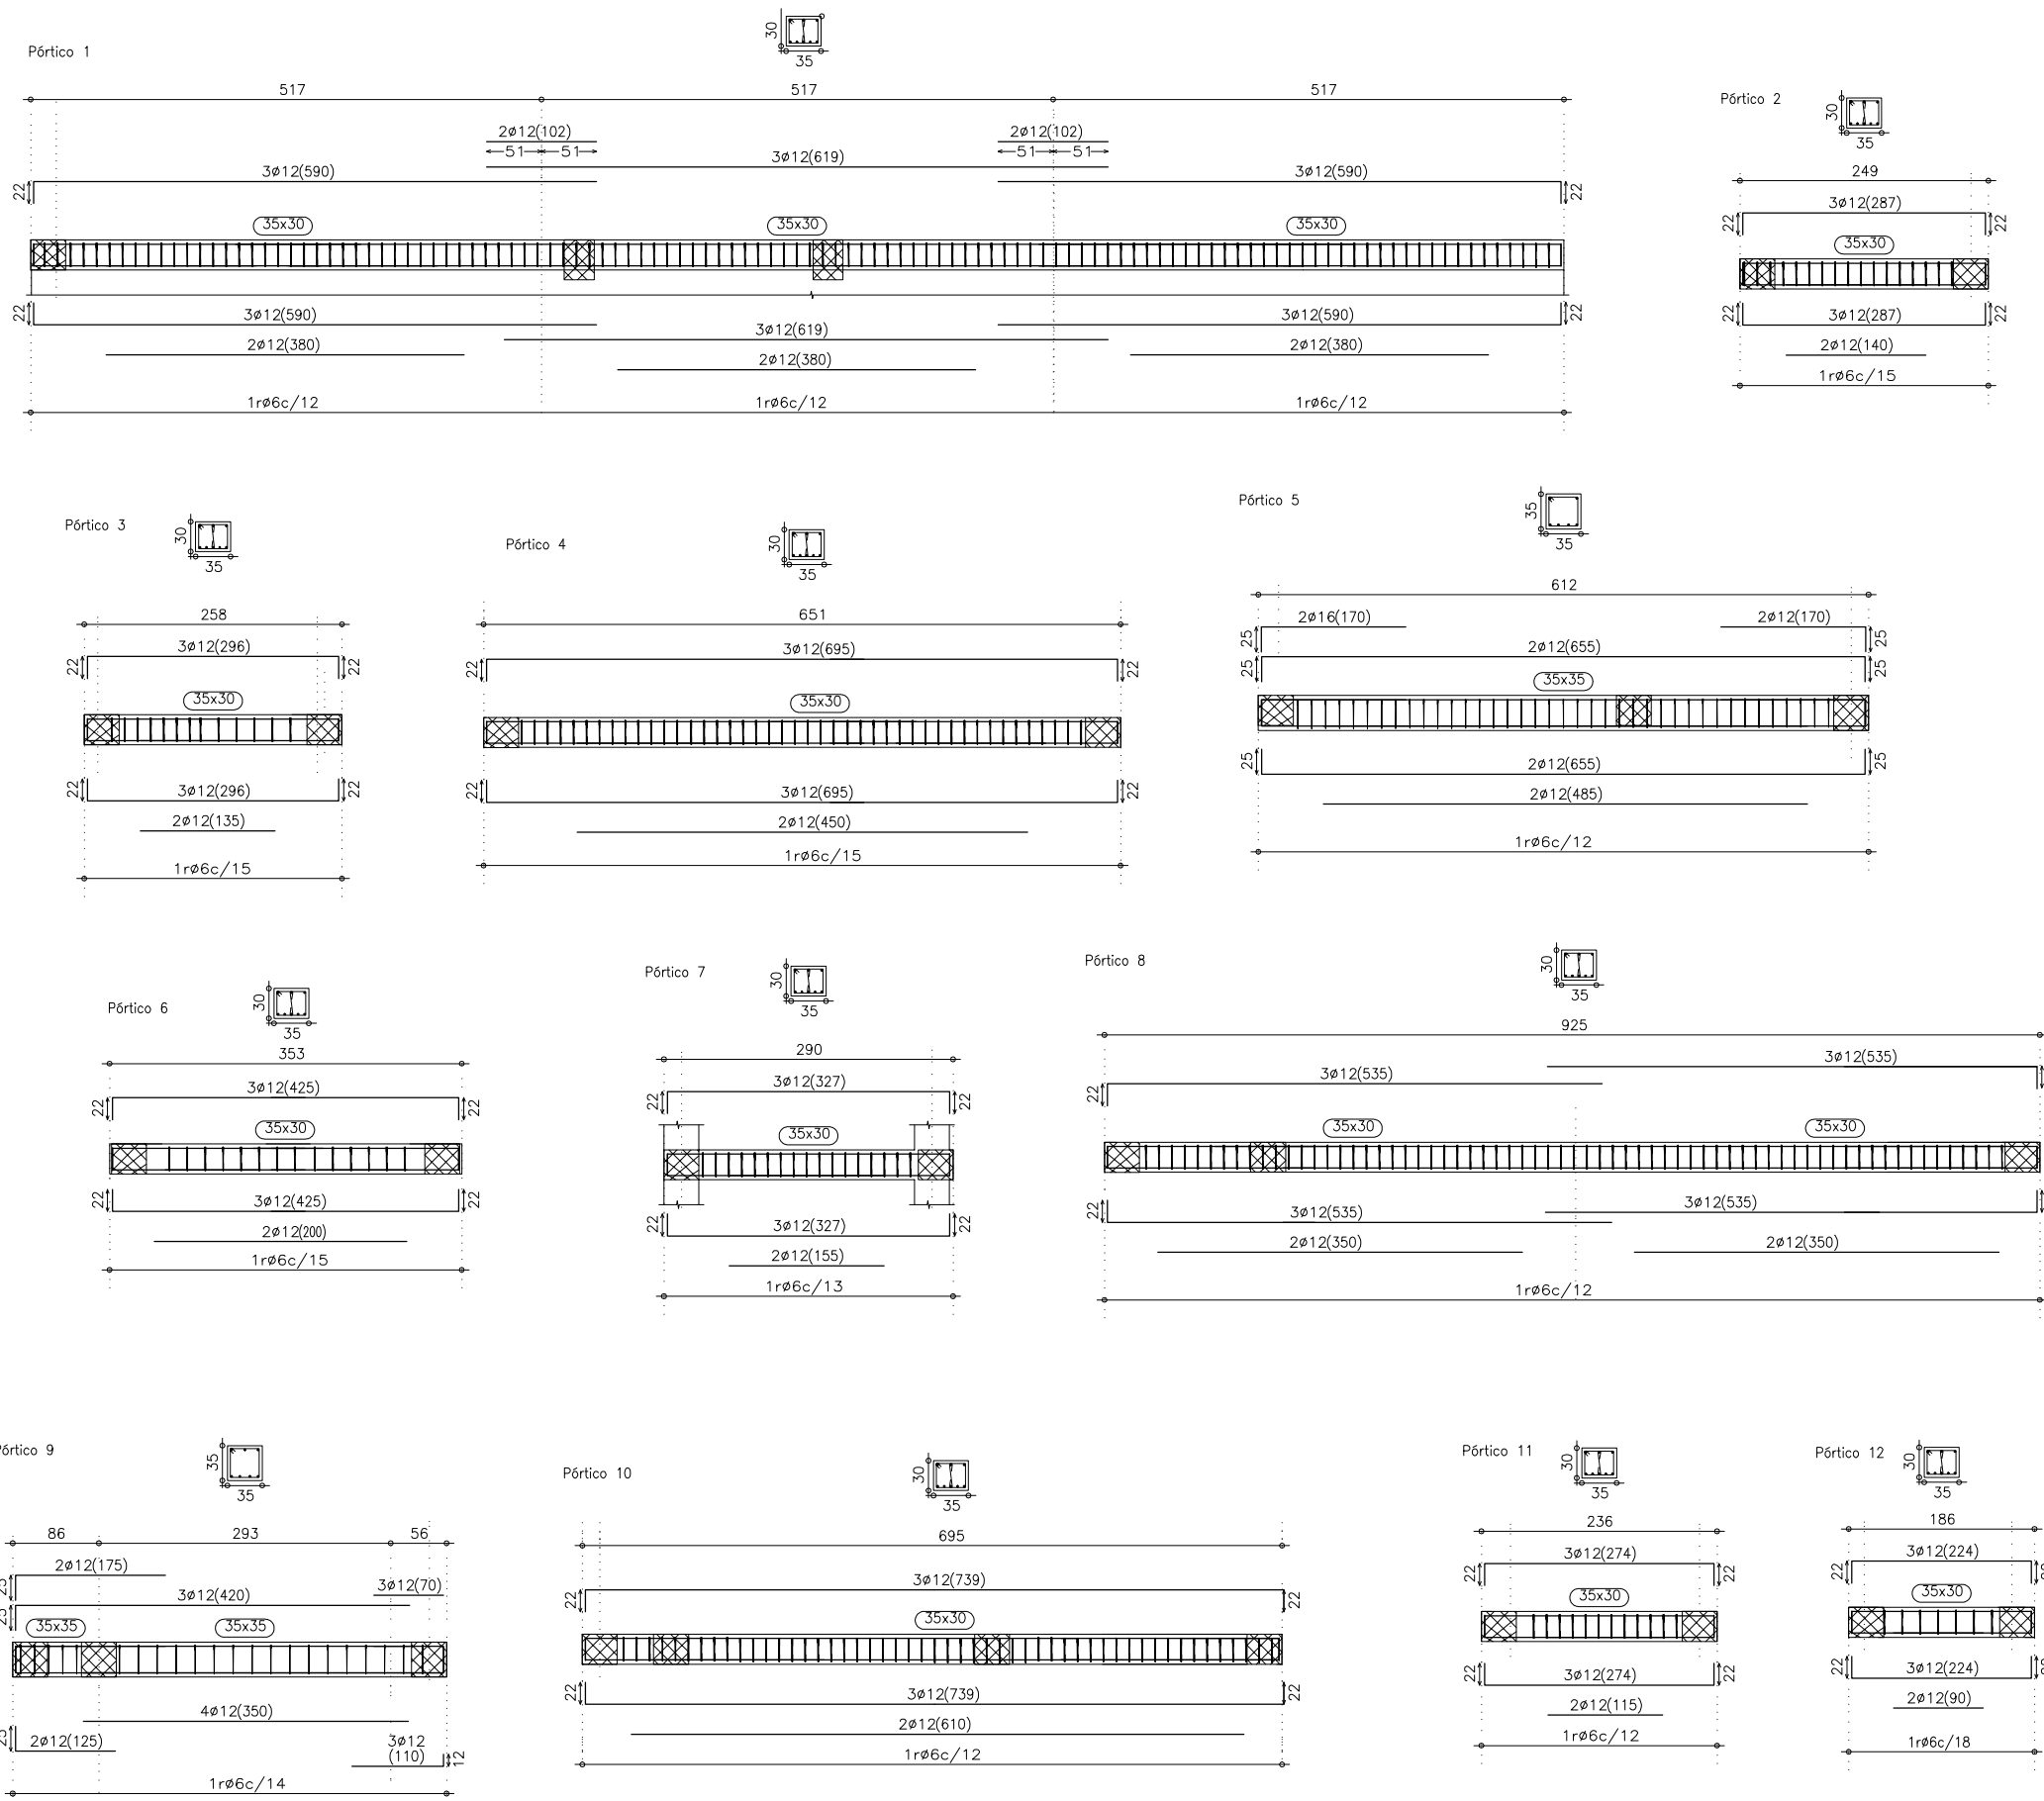 Pórtico 1
30
35
517 517 517
2ø12(102) 2ø12(102)
51 51 51 51
3ø12(619)
3ø12(590) 3ø12(590)
22 22
35x30 35x30 35x30
22 22
3ø12(590) 3ø12(590)
3ø12(619)
2ø12(380) 2ø12(380)
2ø12(380)
1rø6c/12 1rø6c/12 1rø6c/12
Pórtico 2
30
35
249
3ø12(287)
22 22
35x30
22 22
3ø12(287)
2ø12(140)
1rø6c/15
Pórtico 3
30
35
258
3ø12(296)
22 22
35x30
22 22
3ø12(296)
2ø12(135)
1rø6c/15
Pórtico 4
30
35
651
3ø12(695)
22 22
35x30
22 22
3ø12(695)
2ø12(450)
1rø6c/15
Pórtico 5
35
35
612
2ø16(170) 2ø12(170)
25 25
2ø12(655)
25 25
35x35
25 25
2ø12(655)
2ø12(485)
1rø6c/12
Pórtico 6
30
35
353
3ø12(425)
22 22
35x30
22 22
3ø12(425)
2ø12(200)
1rø6c/15
Pórtico 7
30
35
290
3ø12(327)
22 22
35x30
22 22
3ø12(327)
2ø12(155)
1rø6c/13
Pórtico 8
30
35
925
3ø12(535)
3ø12(535)
22
35x30 35x30
22
3ø12(535)
3ø12(535)
2ø12(350) 2ø12(350)
1rø6c/12
Pórtico 9
35
35
86 293 56
2ø12(175)
25
3ø12(70)
3ø12(420)
25
35x35 35x35
4ø12(350)
25
2ø12(125)
3ø12
(110)
12
1rø6c/14
Pórtico 10
30
35
695
3ø12(739)
22 22
35x30
22 22
3ø12(739)
2ø12(610)
1rø6c/12
Pórtico 11
30
35
236
3ø12(274)
22 22
35x30
22 22
3ø12(274)
2ø12(115)
1rø6c/12
Pórtico 12
30
35
186
3ø12(224)
22
35x30
22
3ø12(224)
2ø12(90)
1rø6c/18